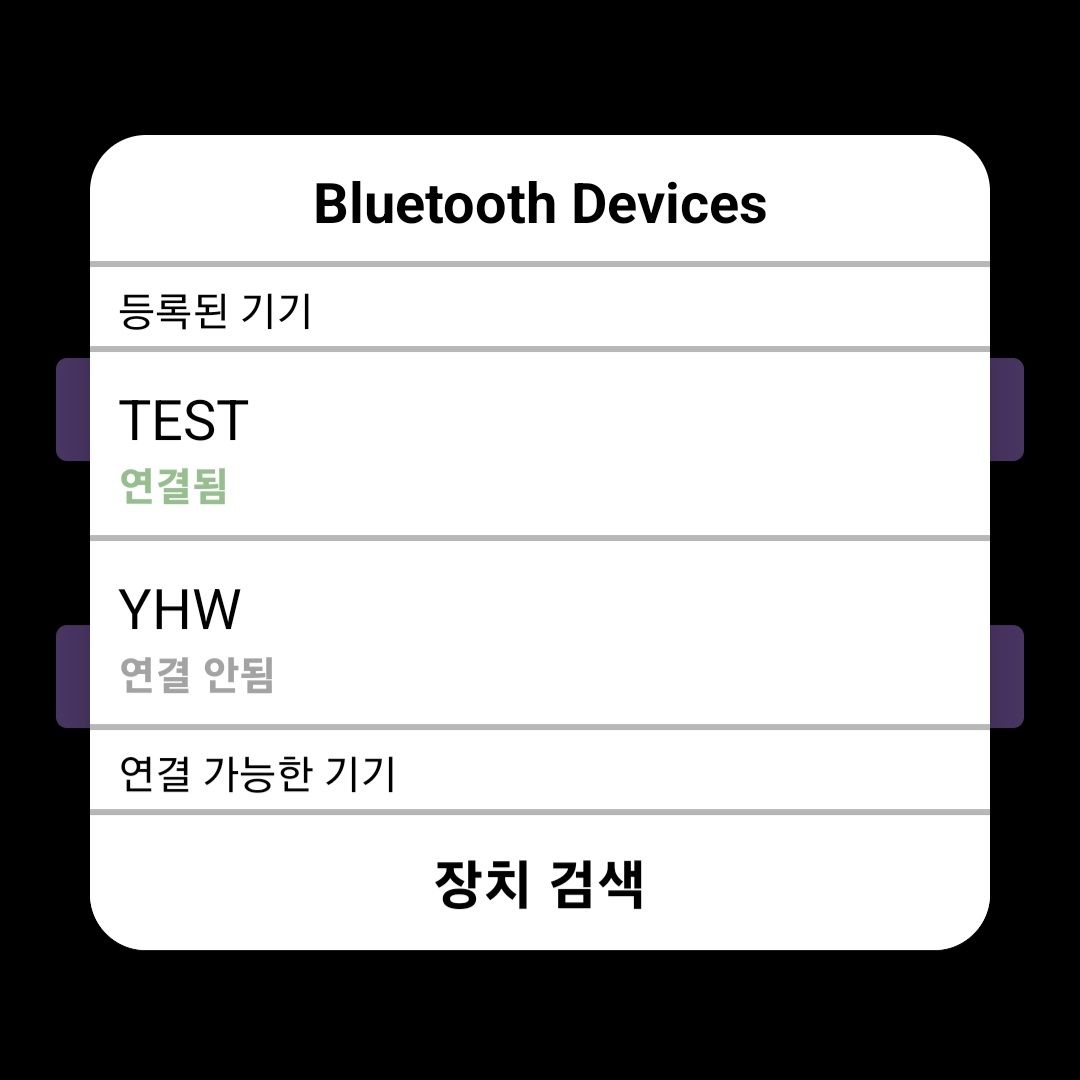 Bluetooth Devices
등록된 기기
TEST
연결됨
YHW
연결 안됨
연결 가능한 기기
장치 검색